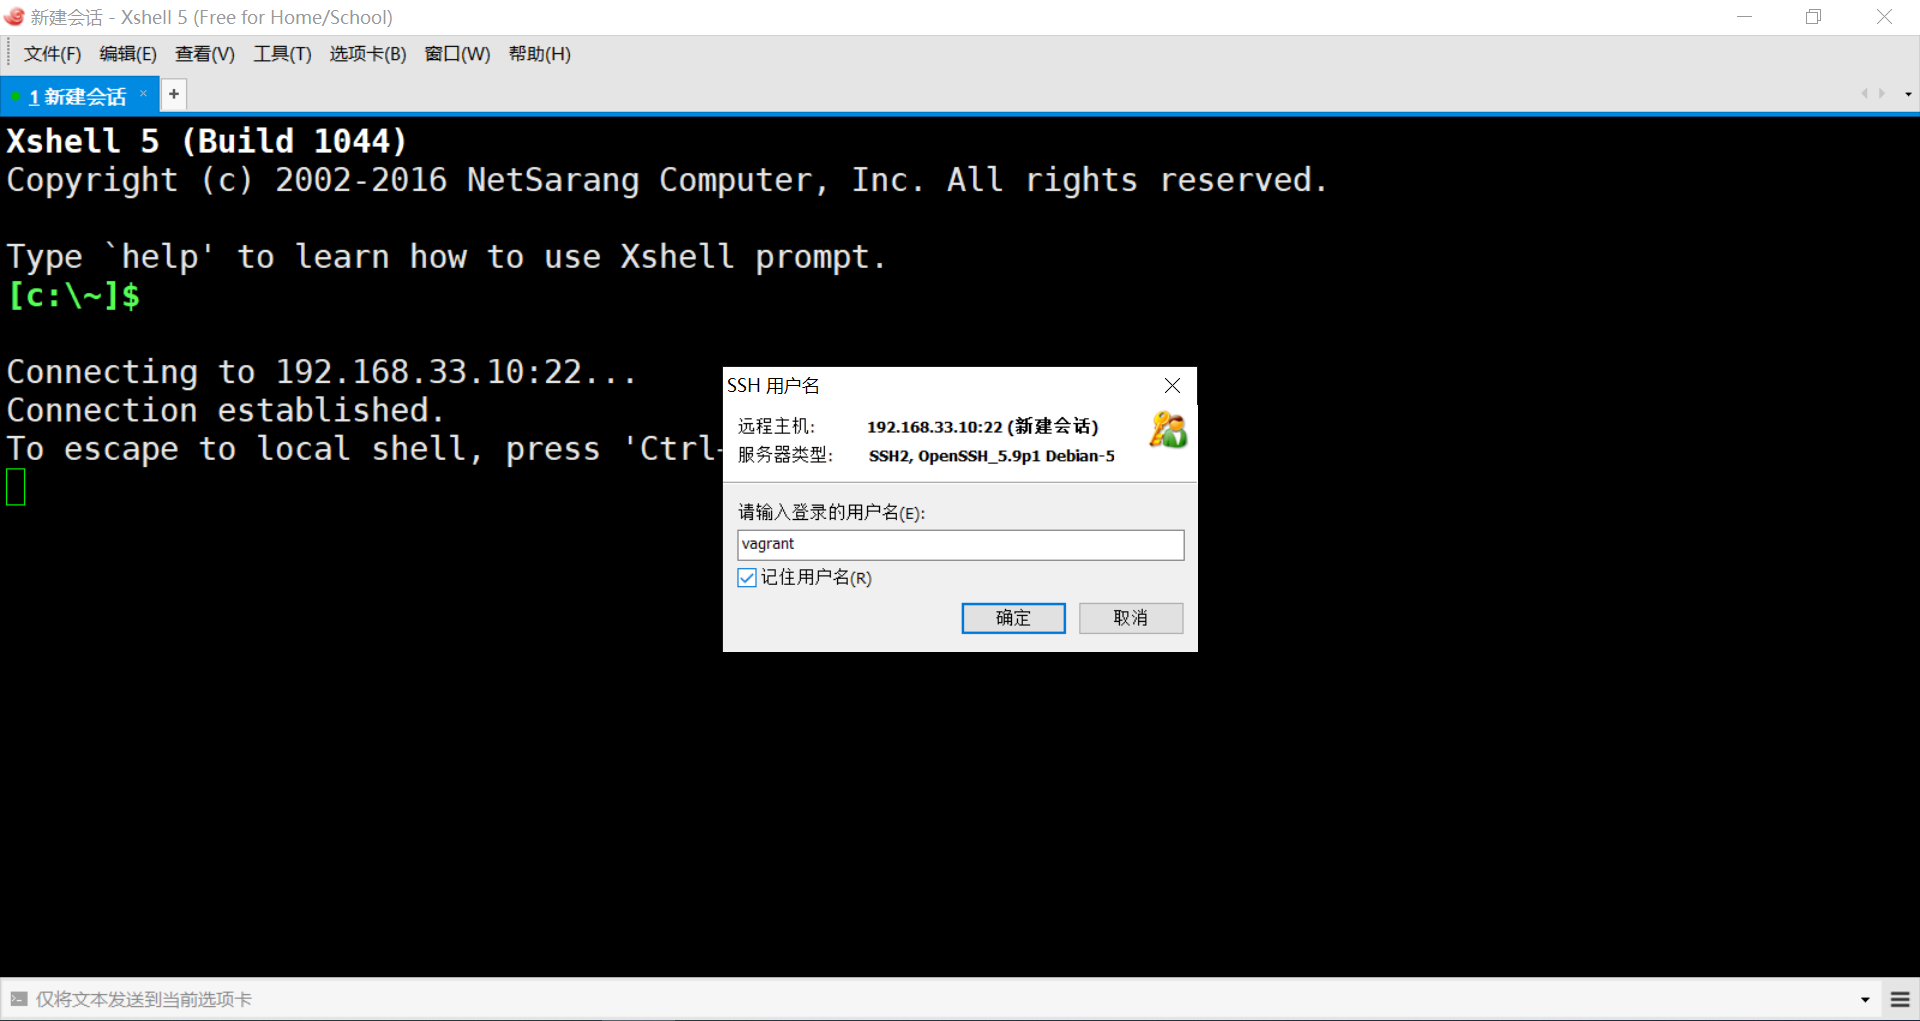 新建会话 - Xshell 5 (Free for Home/School)
文件(F) 编辑(E) 查看(V) 工具(T) 选项卡(B) 窗口(W) 帮助(H)
1 新建会话 × +
Xshell 5 (Build 1044)
Copyright (c) 2002-2016 NetSarang Computer, Inc. All rights reserved.
Type `help' to learn how to use Xshell prompt.
[c:\~]$
Connecting to 192.168.33.10:22...
Connection established.
To escape to local shell, press 'Ctrl-
SSH 用户名
远程主机: 192.168.33.10:22 (新建会话)
服务器类型: SSH2, OpenSSH_5.9p1 Debian-5
请输入登录的用户名(E):
vagrant
记住用户名(R)
确定 取消
仅将文本发送到当前选项卡